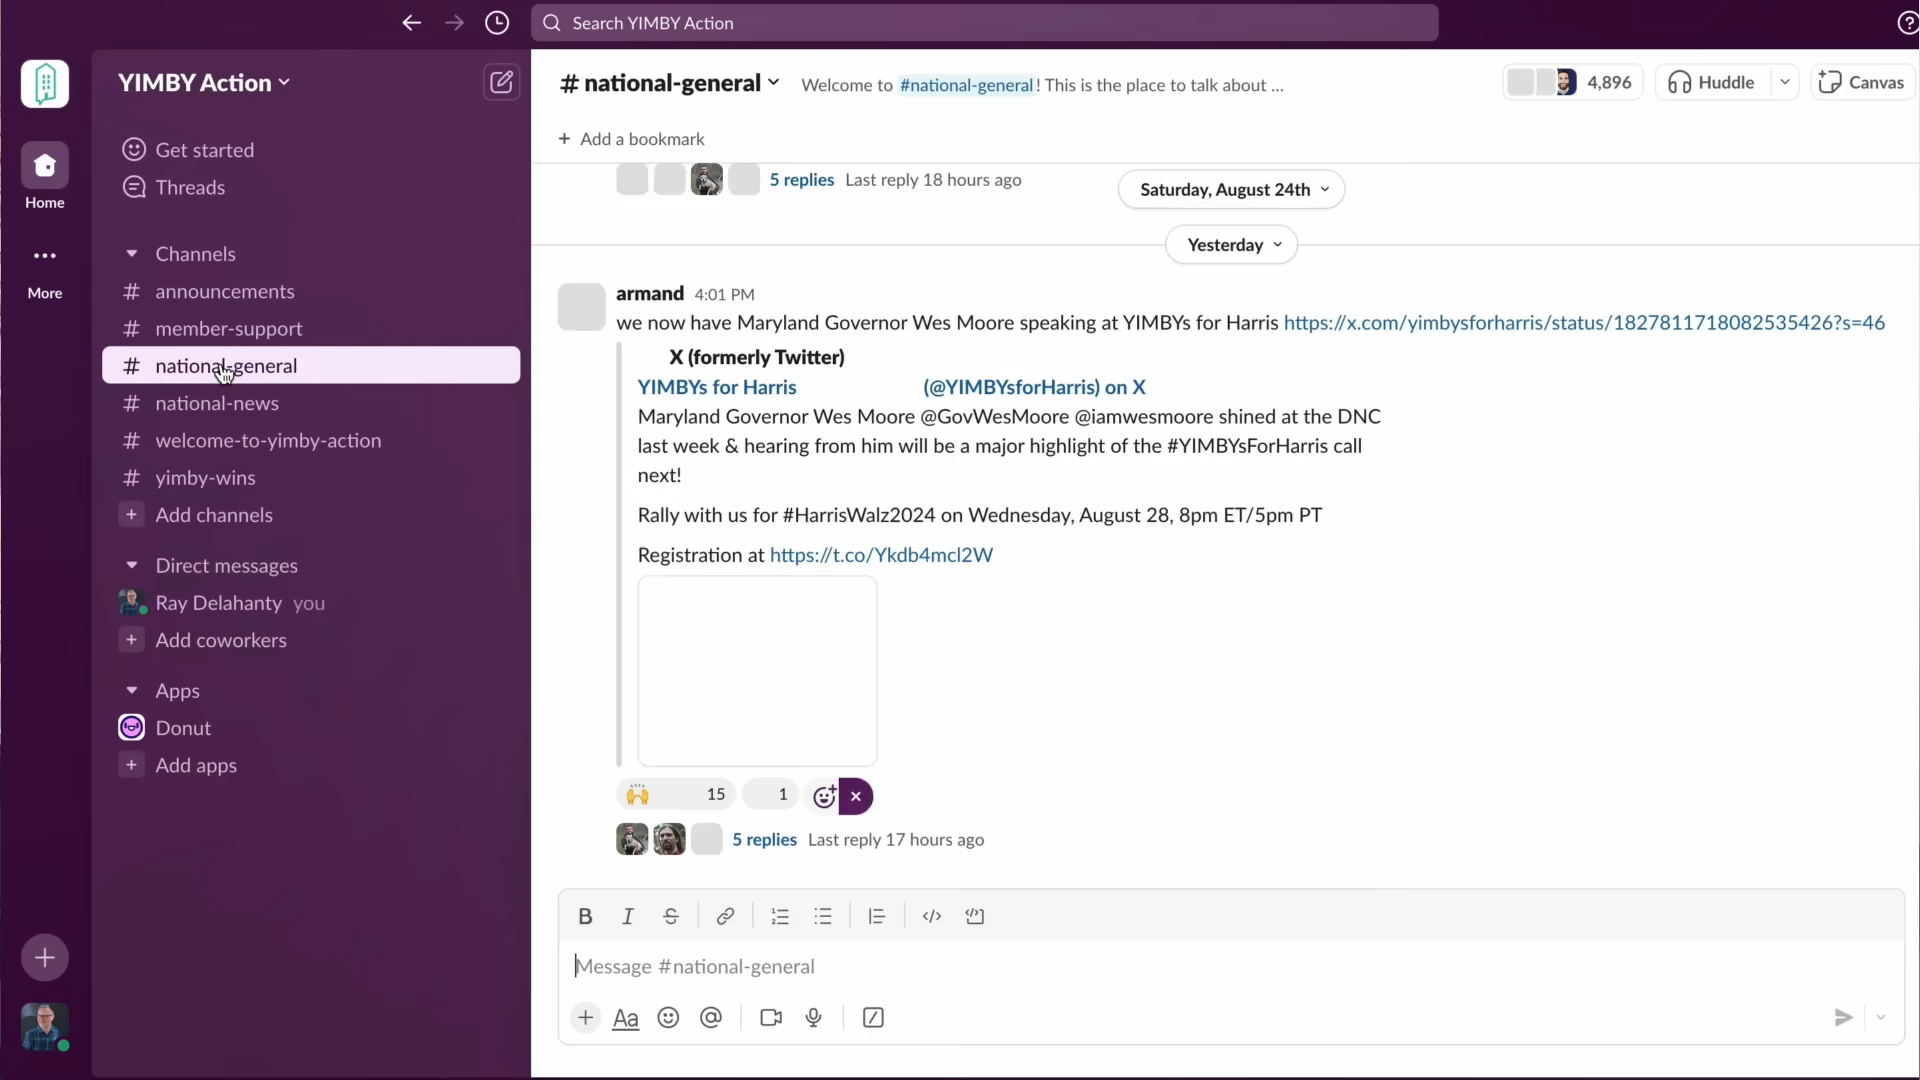 Search YIMBY Action
YIMBY Action
Home
More
Get started
Threads
Channels
# announcements
# member-support
# national-general
# national-news
# welcome-to-yimby-action
# yimby-wins
+ Add channels
Direct messages
Ray Delahanty you
+ Add coworkers
Apps
Donut
+ Add apps
# national-general
Welcome to #national-general! This is the place to talk about ...
4,896
Huddle
Canvas
+ Add a bookmark
5 replies Last reply 18 hours ago
Saturday, August 24th
Yesterday
armand 4:01 PM
we now have Maryland Governor Wes Moore speaking at YIMBYs for Harris https://x.com/yimbysforharris/status/1827811718082535426?s=46
X (formerly Twitter)
YIMBYs for Harris (@YIMBYsforHarris) on X
Maryland Governor Wes Moore @GovWesMoore @iamwesmoore shined at the DNC
last week & hearing from him will be a major highlight of the #YIMBYsForHarris call
next!
Rally with us for #HarrisWalz2024 on Wednesday, August 28, 8pm ET/5pm PT
Registration at https://t.co/Ykdb4mcl2W
15 1
5 replies Last reply 17 hours ago
B I S
Message #national-general
+ Aa @